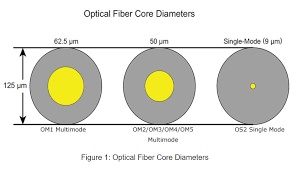 Optical Fiber Core Diameters
62.5 μm
50 μm
Single-Mode (9 μm)
125 μm
OM1 Multimode
OM2/OM3/OM4/OM5
Multimode
OS2 Single Mode
Figure 1: Optical Fiber Core Diameters